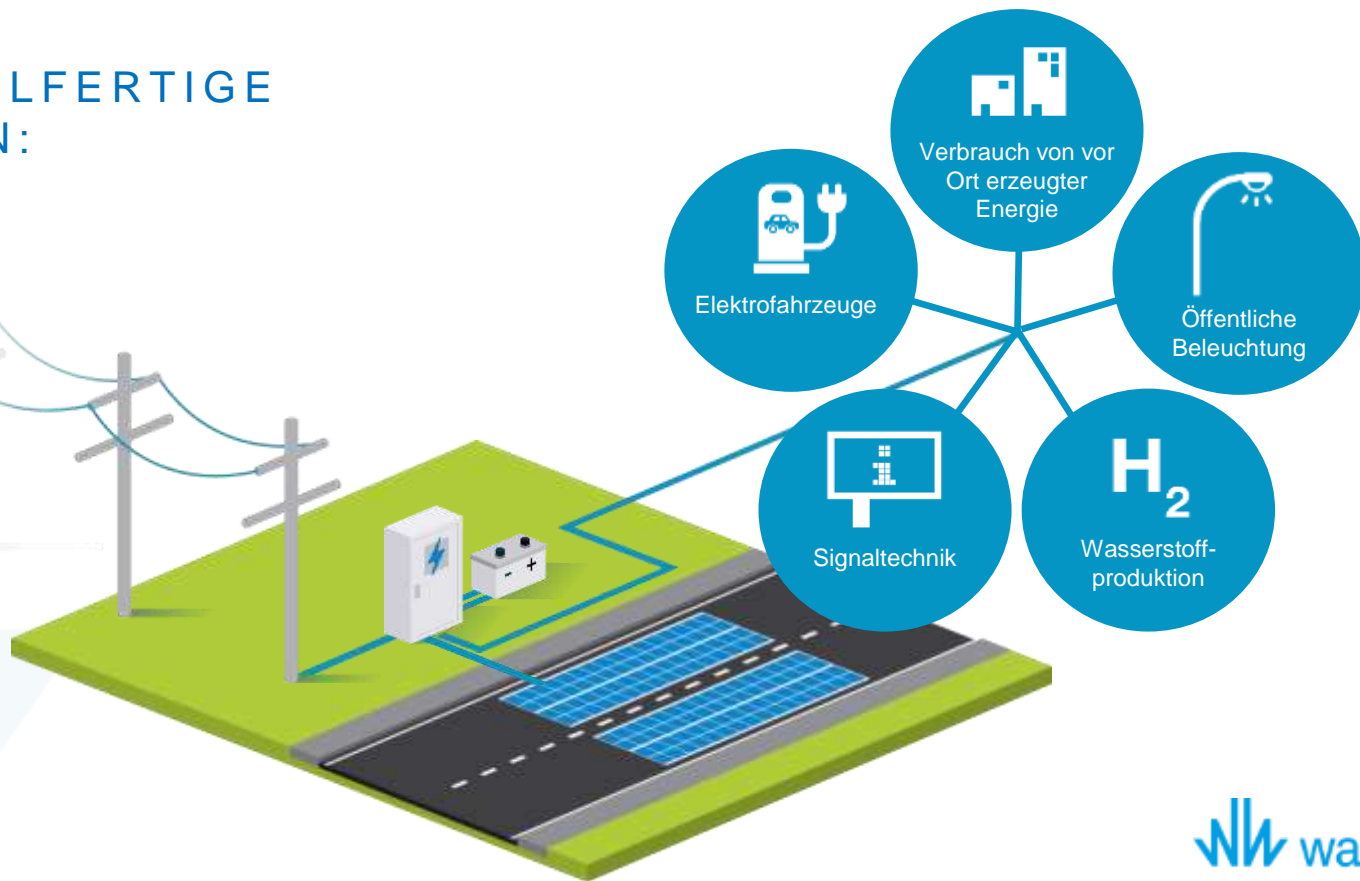 LFERTIGE
N:
Verbrauch von vor
Ort erzeugter
Energie
Elektrofahrzeuge
Öffentliche
Beleuchtung
Signaltechnik
i
H2
Wasserstoff-
produktion
- +
wa